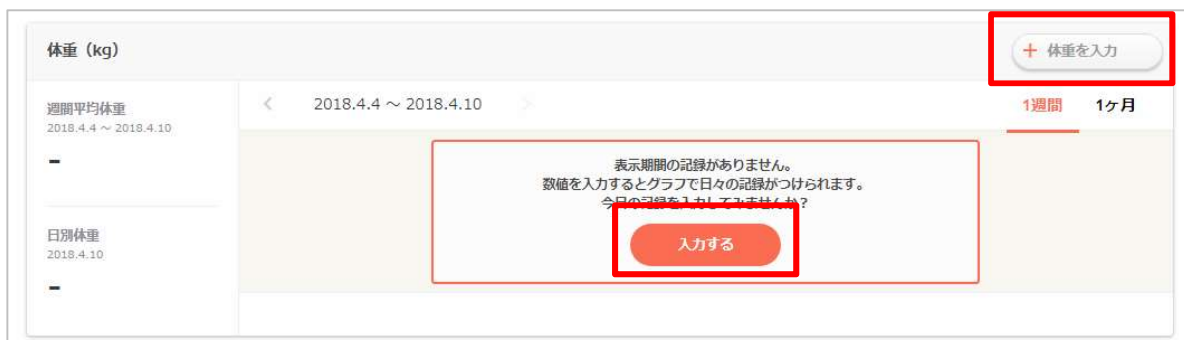 体重（kg）
+ 体重を入力
週間平均体重
2018.4.4 ～ 2018.4.10
-
日別体重
2018.4.10
-
< 2018.4.4 ～ 2018.4.10 >
1週間 1ヶ月
表示期間の記録がありません。
数値を入力するとグラフで日々の記録がつけられます。
今日の記録を入力してみませんか？
入力する